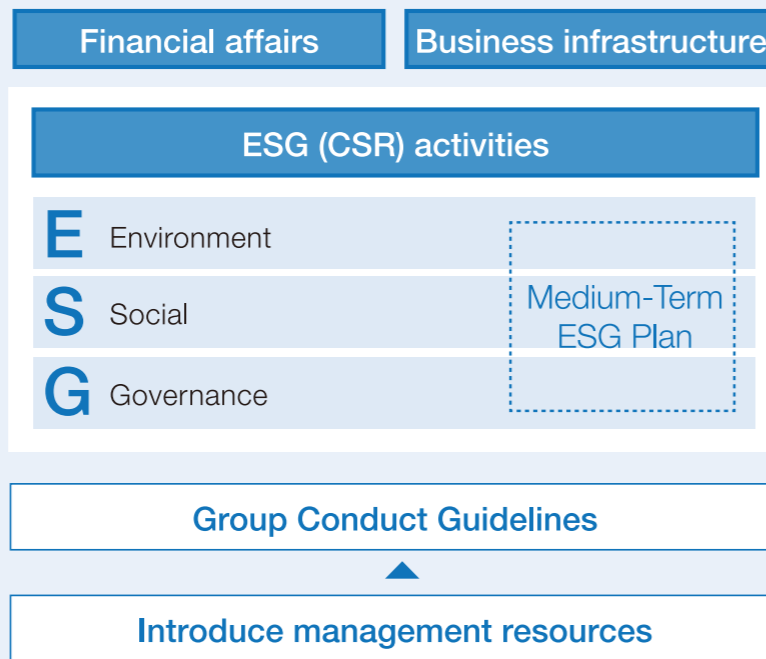 Financial affairs
Business infrastructure
ESG (CSR) activities
E Environment
S Social
G Governance
Medium-Term
ESG Plan
Group Conduct Guidelines
Introduce management resources